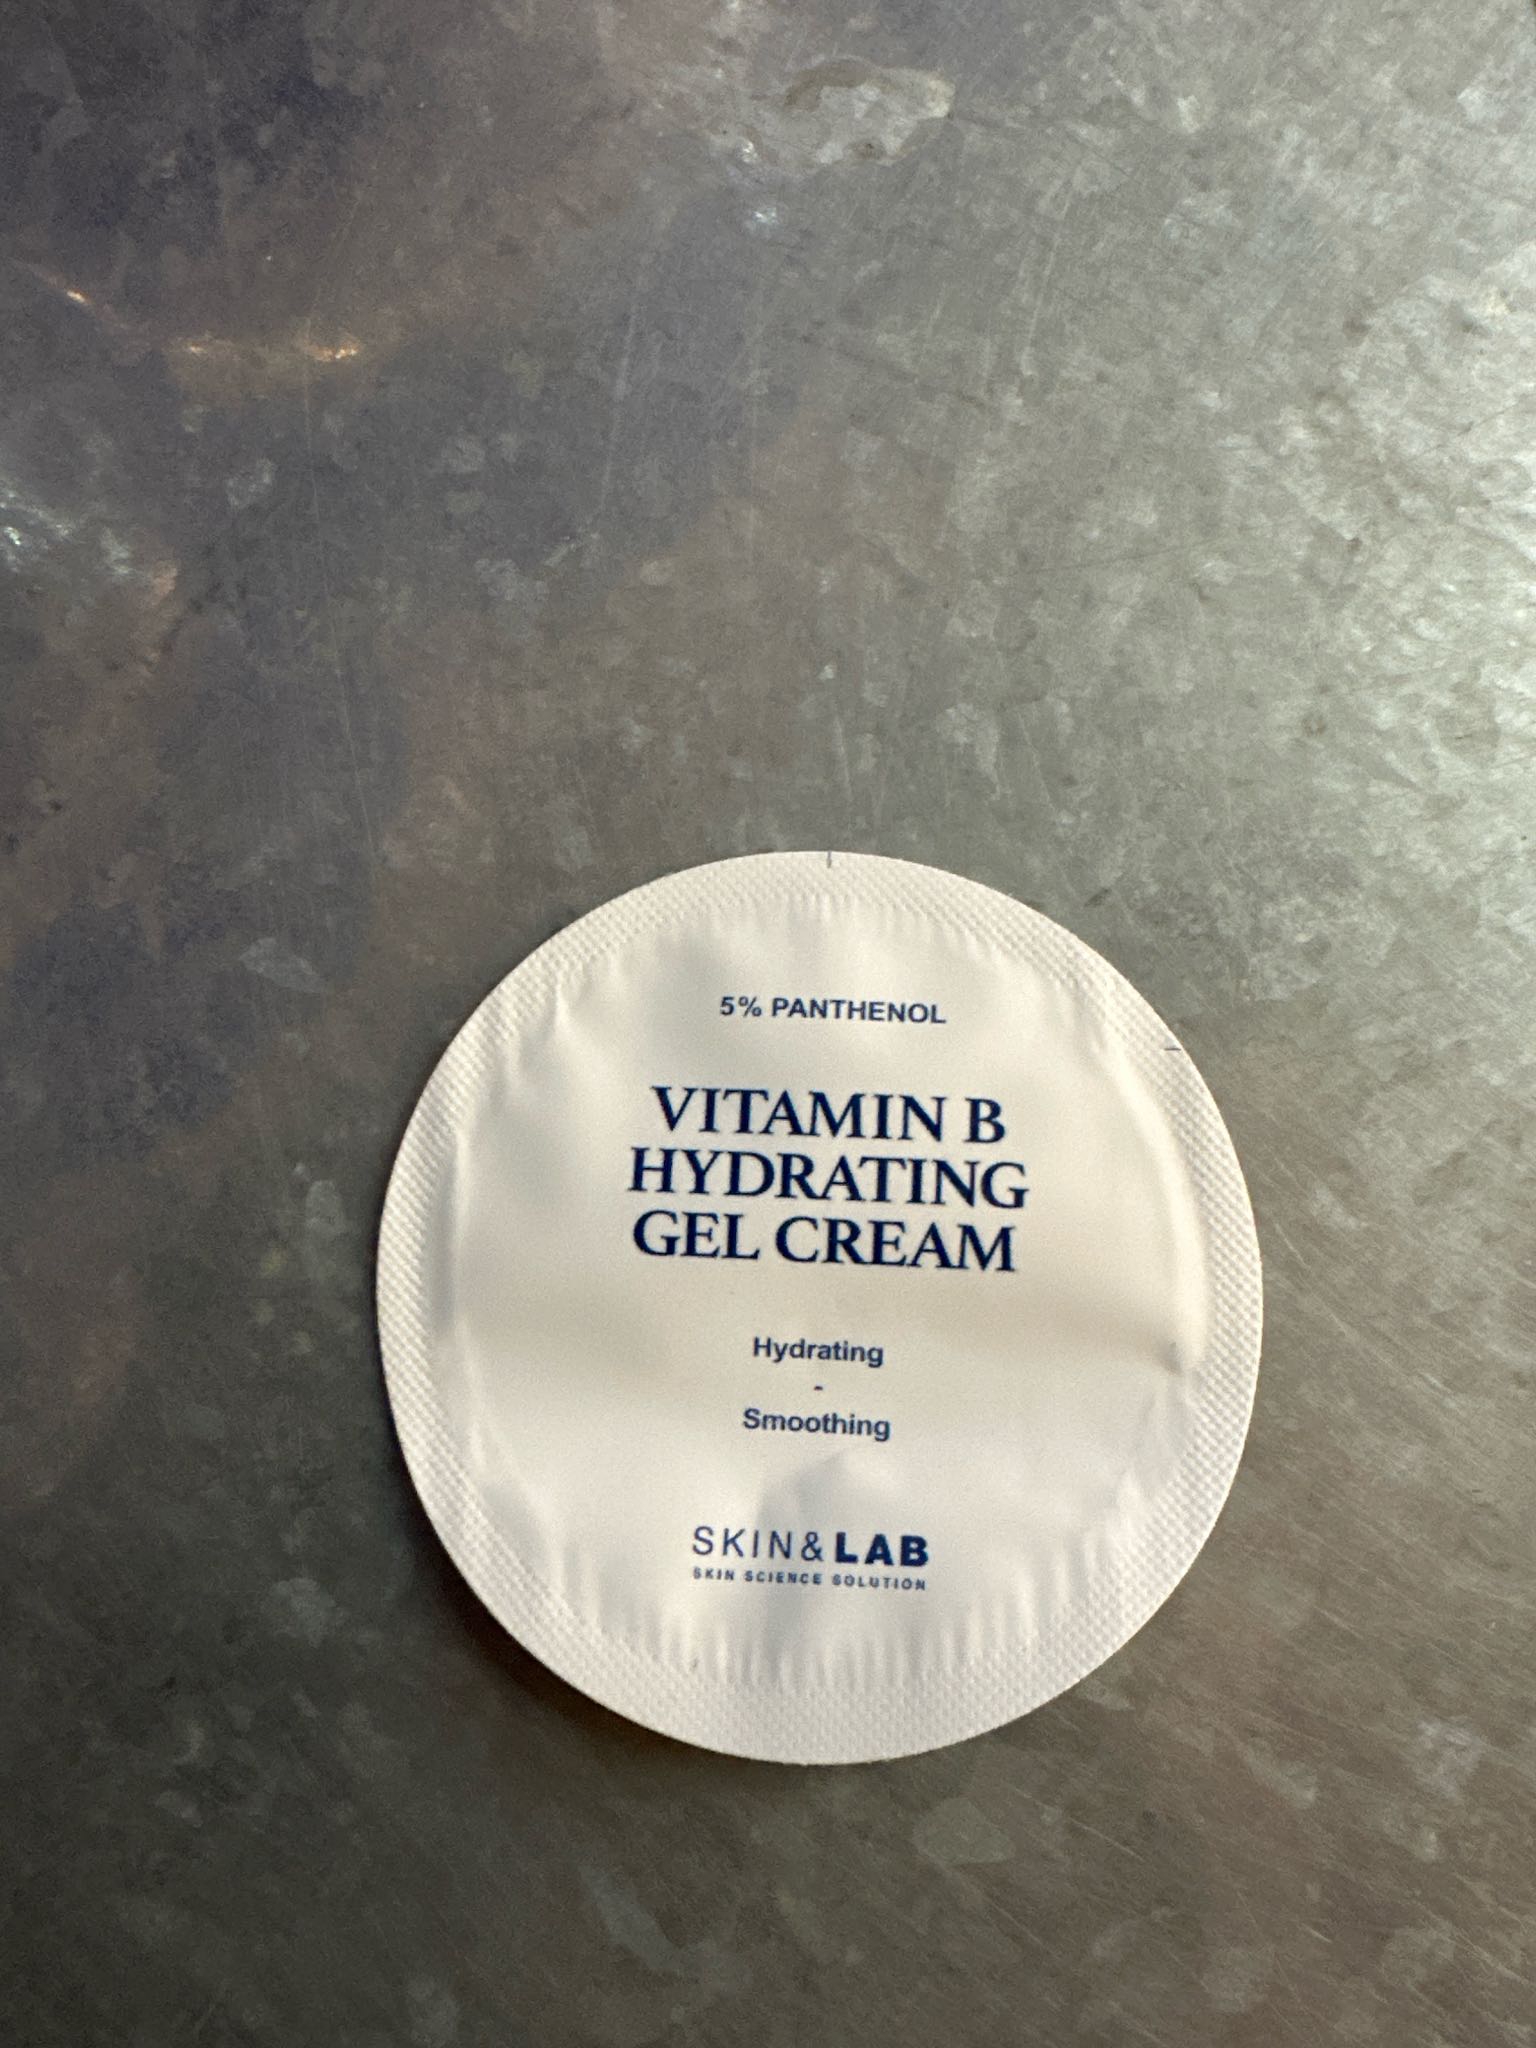 5% PANTHENOL
VITAMIN B
HYDRATING
GEL CREAM
Hydrating
-
Smoothing
SKIN&LAB
SKIN SCIENCE SOLUTION